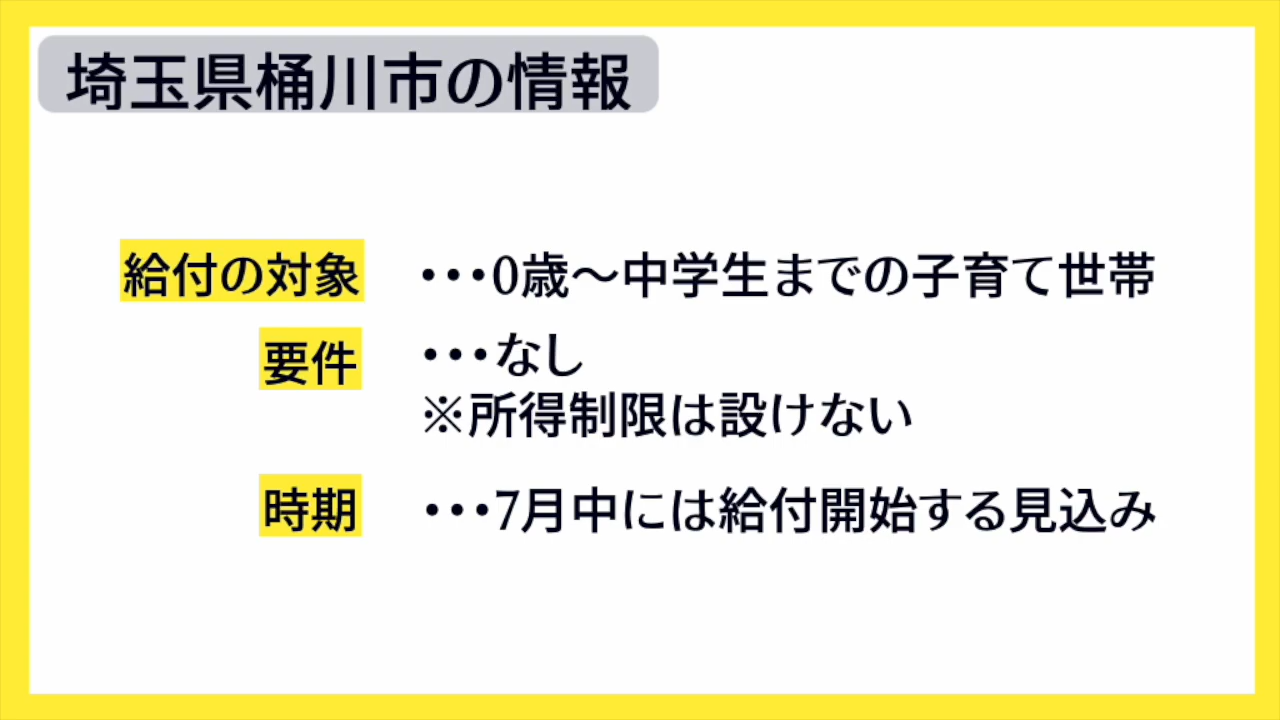 埼玉県桶川市の情報
給付の対象 ・・・0歳～中学生までの子育て世帯
要件 ・・・なし
※所得制限は設けない
時期 ・・・7月中には給付開始する見込み